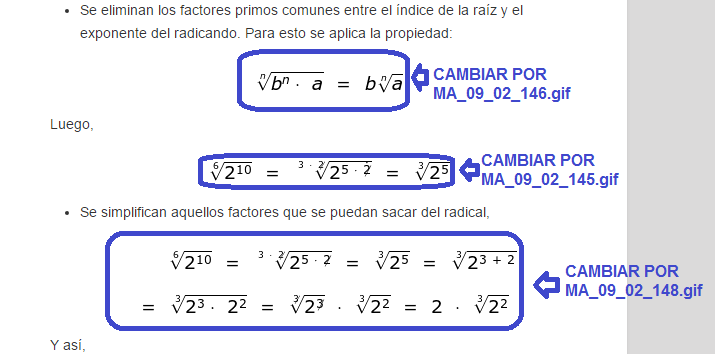 • Se eliminan los factores primos comunes entre el índice de la raíz y el
exponente del radicando. Para esto se aplica la propiedad:
ⁿ√(bⁿ · a) = b ⁿ√a
CAMBIAR POR
MA_09_02_146.gif
Luego,
⁶√(2¹⁰) = ³ · ²√(2⁵ · ²) = ³√(2⁵)
CAMBIAR POR
MA_09_02_145.gif
• Se simplifican aquellos factores que se puedan sacar del radical,
⁶√(2¹⁰) = ³ · ²√(2⁵ · ²) = ³√(2⁵) = ³√(2³ ⁺ ²)
= ³√(2³ · 2²) = ³√(2³) · ³√(2²) = 2 · ³√(2²)
CAMBIAR POR
MA_09_02_148.gif
Y así,